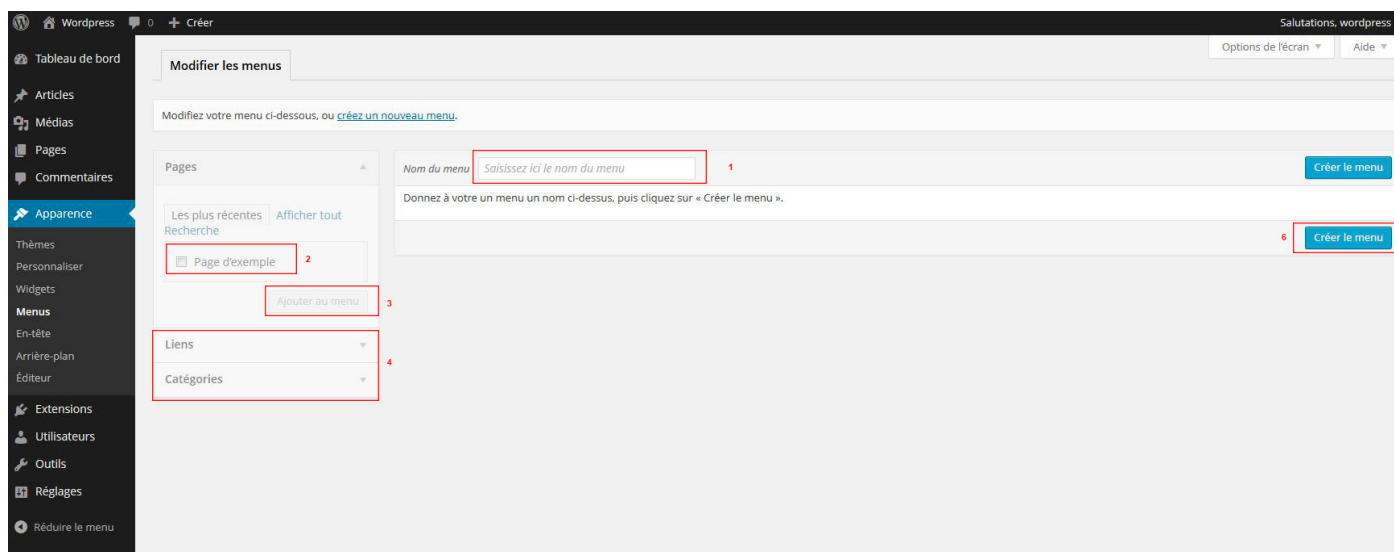 Wordpress 0 + Créer Salutations, wordpress
Options de l'écran Aide
Tableau de bord
Articles
Médias
Pages
Commentaires
Apparence
Thèmes
Personnaliser
Widgets
Menus
En-tête
Arrière-plan
Éditeur
Extensions
Utilisateurs
Outils
Réglages
Réduire le menu
Modifier les menus
Modifiez votre menu ci-dessous, ou créez un nouveau menu.
Pages
Les plus récentes Afficher tout
Recherche
Page d'exemple 2
Ajouter au menu 3
Liens
4
Catégories
Nom du menu Saisissez ici le nom du menu 1 Créer le menu
Donnez à votre un menu un nom ci-dessus, puis cliquez sur « Créer le menu ».
6 Créer le menu